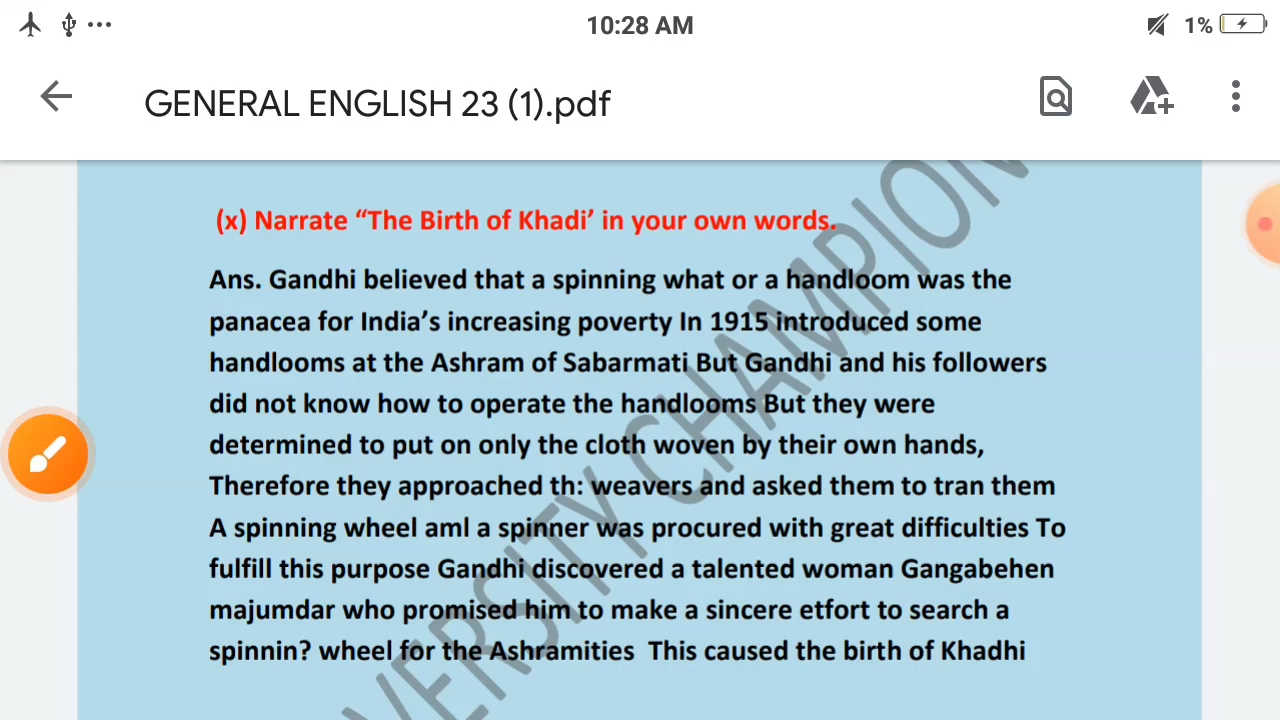 10:28 AM
1%
GENERAL ENGLISH 23 (1).pdf
(x) Narrate “The Birth of Khadi’ in your own words.
Ans. Gandhi believed that a spinning what or a handloom was the
panacea for India’s increasing poverty In 1915 introduced some
handlooms at the Ashram of Sabarmati But Gandhi and his followers
did not know how to operate the handlooms But they were
determined to put on only the cloth woven by their own hands,
Therefore they approached th: weavers and asked them to tran them
A spinning wheel aml a spinner was procured with great difficulties To
fulfill this purpose Gandhi discovered a talented woman Gangabehen
majumdar who promised him to make a sincere etfort to search a
spinnin? wheel for the Ashramities This caused the birth of Khadhi
VERSITY CHAMPION